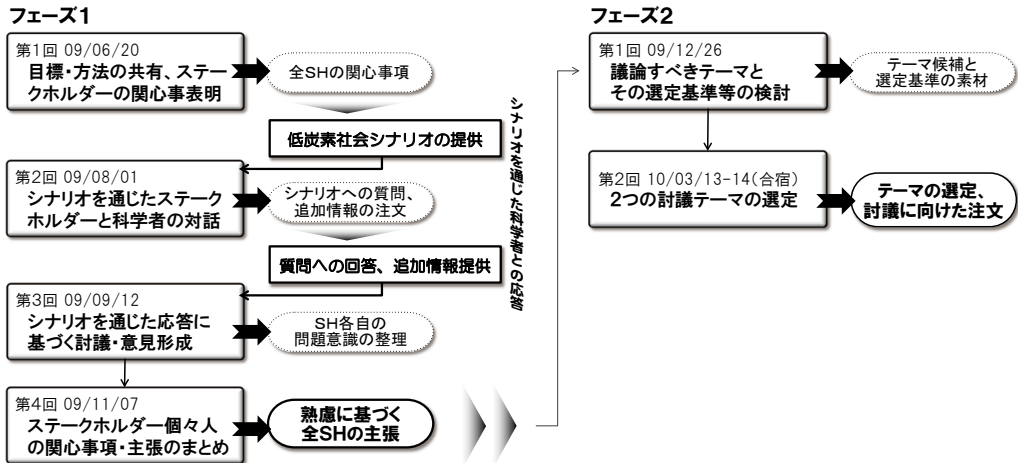 フェーズ1
第1回 09/06/20
目標・方法の共有、ステー
クホルダーの関心事表明
全SHの関心事項
低炭素社会シナリオの提供
第2回 09/08/01
シナリオを通じたステーク
ホルダーと科学者の対話
シナリオへの質問、
追加情報の注文
質問への回答、追加情報提供
第3回 09/09/12
シナリオを通じた応答に
基づく討議・意見形成
SH各自の
問題意識の整理
第4回 09/11/07
ステークホルダー個々人
の関心事項・主張のまとめ
熟慮に基づく
全SHの主張
シナリオを通じた科学者との応答
フェーズ2
第1回 09/12/26
議論すべきテーマと
その選定基準等の検討
テーマ候補と
選定基準の素材
第2回 10/03/13-14(合宿)
2つの討議テーマの選定
テーマの選定、
討議に向けた注文